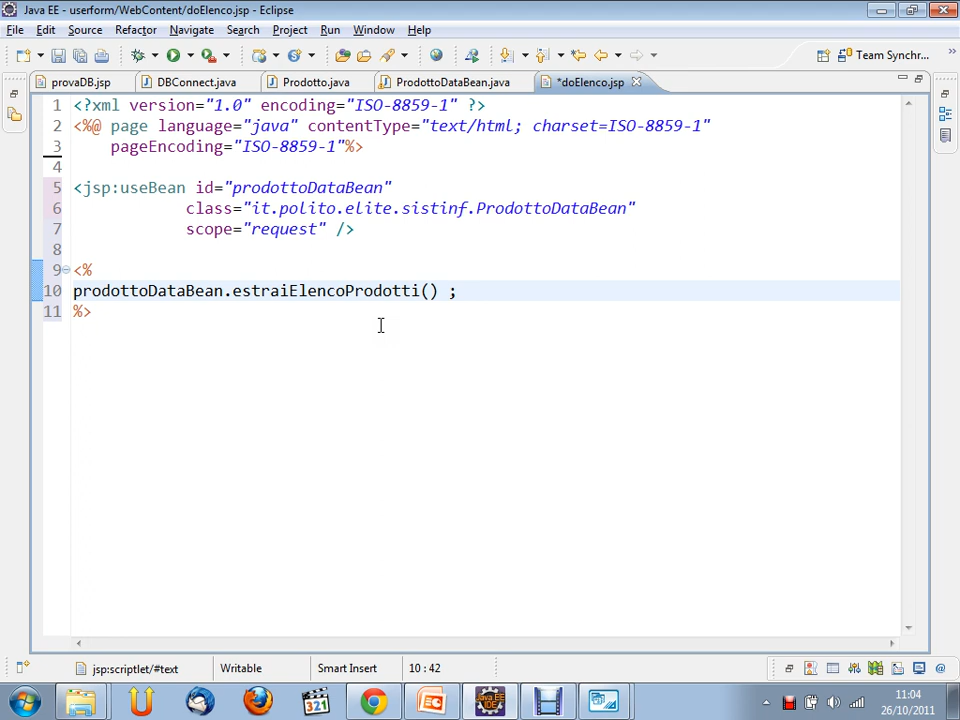 Java EE - userform/WebContent/doElenco.jsp - Eclipse
File Edit Source Refactor Navigate Search Project Run Window Help
Team Synchr...
provaDB.jsp DBConnect.java Prodotto.java ProdottoDataBean.java *doElenco.jsp
1 <?xml version="1.0" encoding="ISO-8859-1" ?>
2 <%@ page language="java" contentType="text/html; charset=ISO-8859-1"
3 pageEncoding="ISO-8859-1"%>
4
5 <jsp:useBean id="prodottoDataBean"
6 class="it.polito.elite.sistinf.ProdottoDataBean"
7 scope="request" />
8
9 <%
10 prodottoDataBean.estraiElencoProdotti() ;
11 %>
jsp:scriptlet/#text Writable Smart Insert 10 : 42
321
Java EE IDE
11:04
26/10/2011